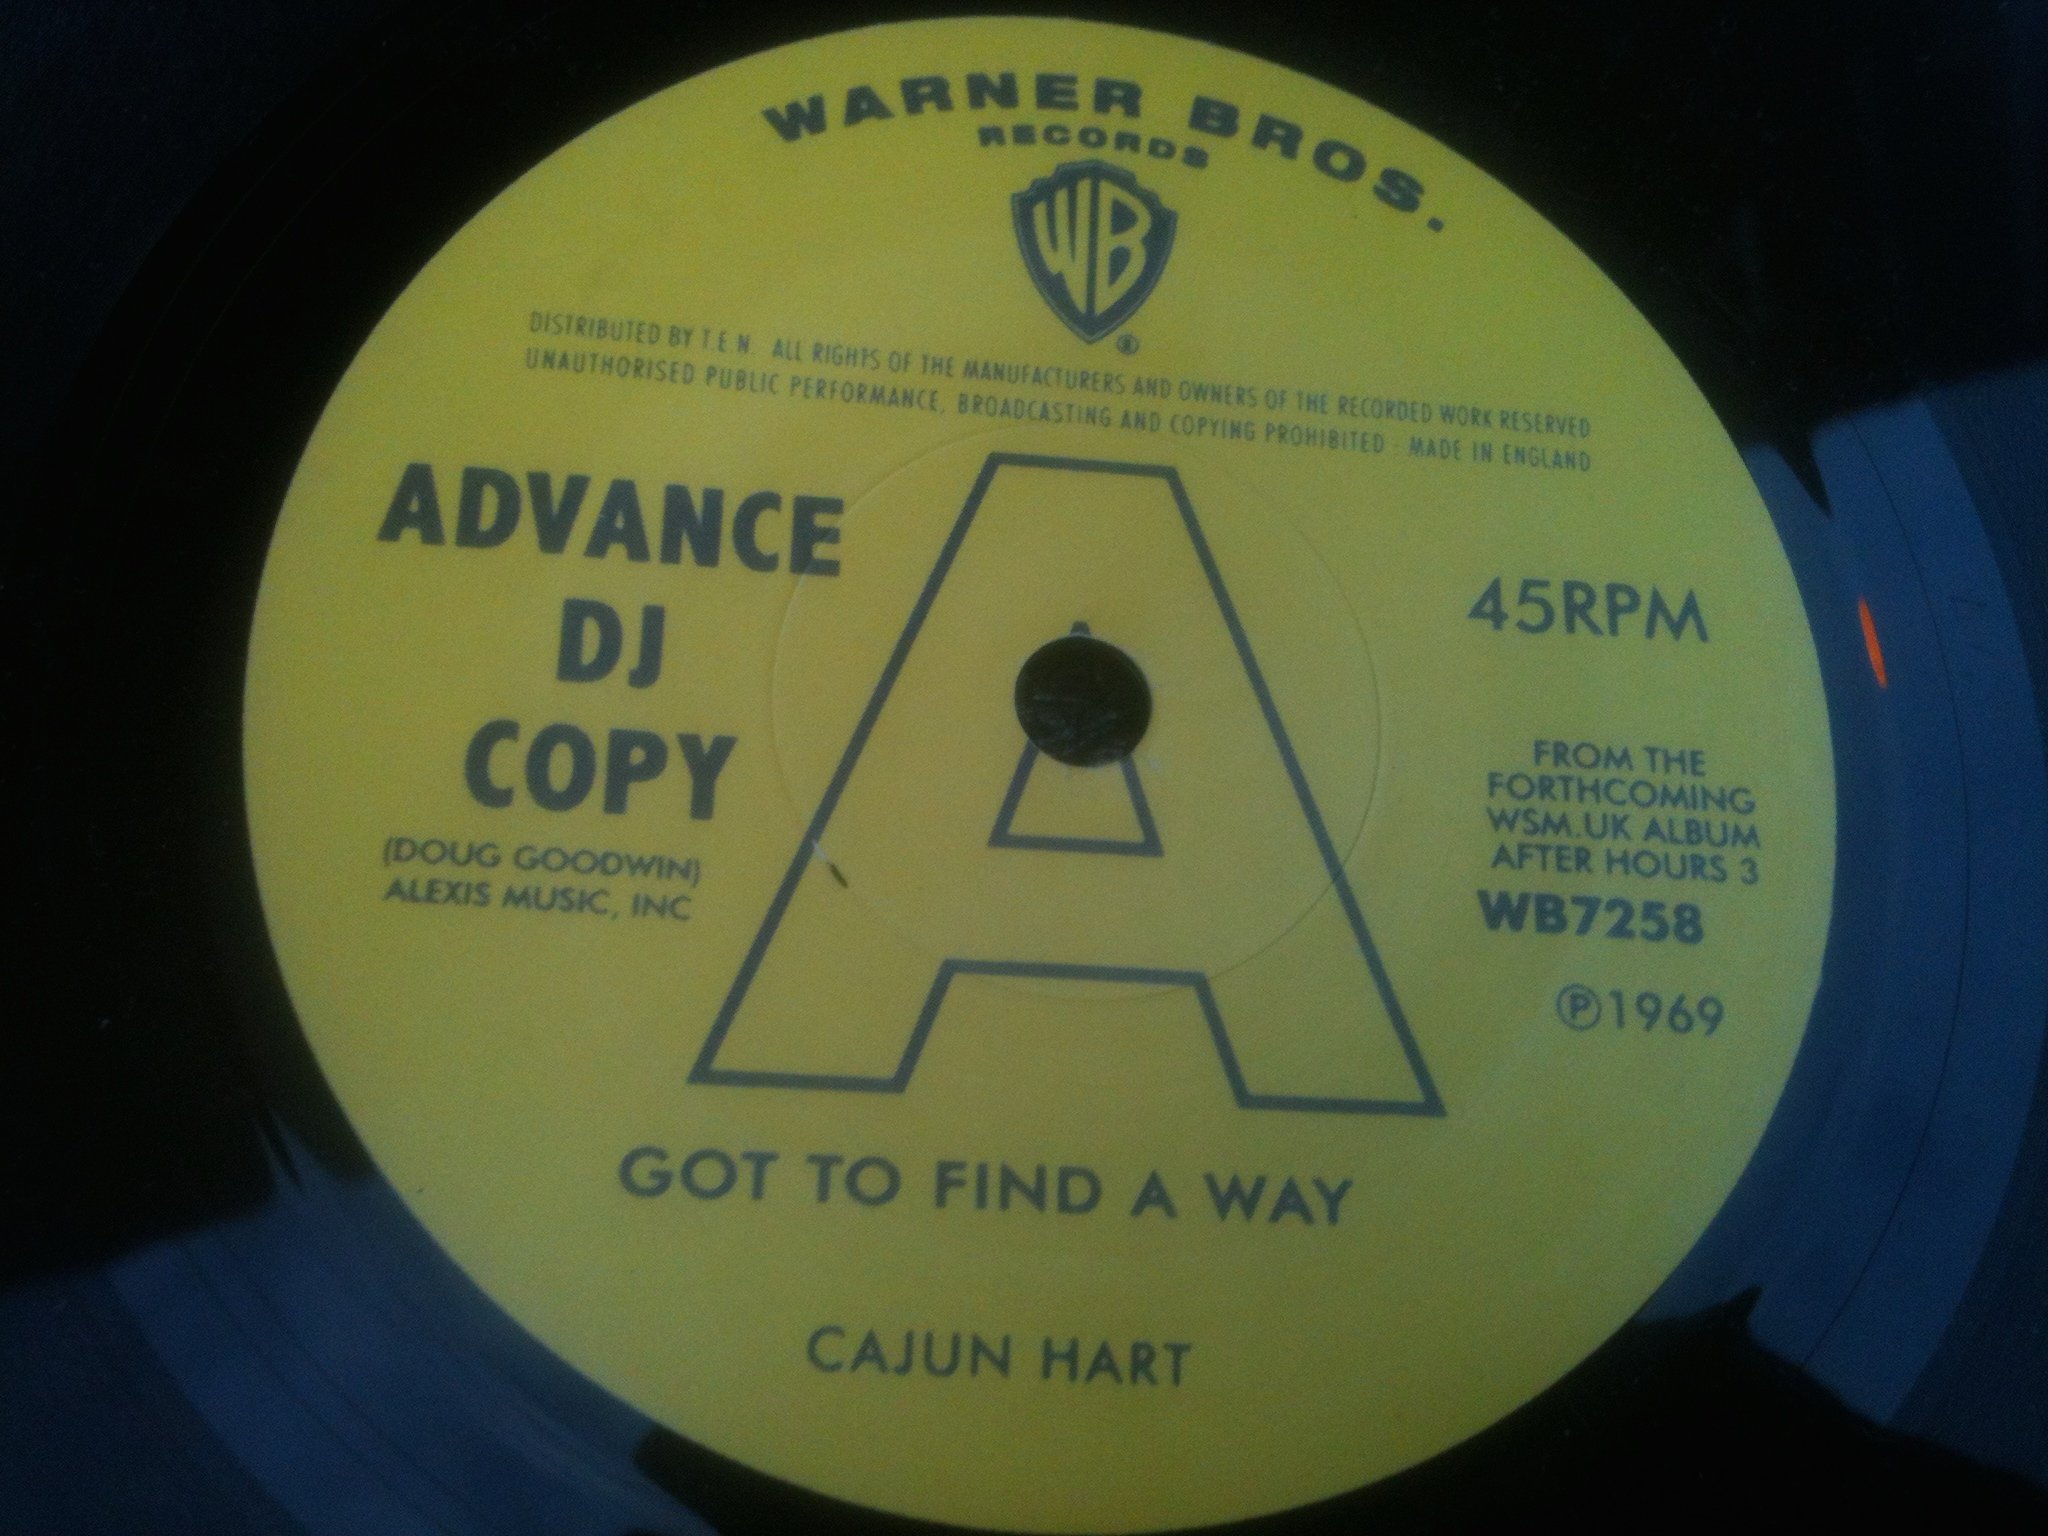 WARNER BROS.
RECORDS
WB
®
DISTRIBUTED BY T.E.N. ALL RIGHTS OF THE MANUFACTURERS AND OWNERS OF THE RECORDED WORK RESERVED
UNAUTHORISED PUBLIC PERFORMANCE, BROADCASTING AND COPYING PROHIBITED - MADE IN ENGLAND
ADVANCE
DJ
COPY
(DOUG GOODWIN)
ALEXIS MUSIC, INC
A
45RPM
FROM THE
FORTHCOMING
WSM.UK ALBUM
AFTER HOURS 3
WB7258
℗1969
GOT TO FIND A WAY
CAJUN HART